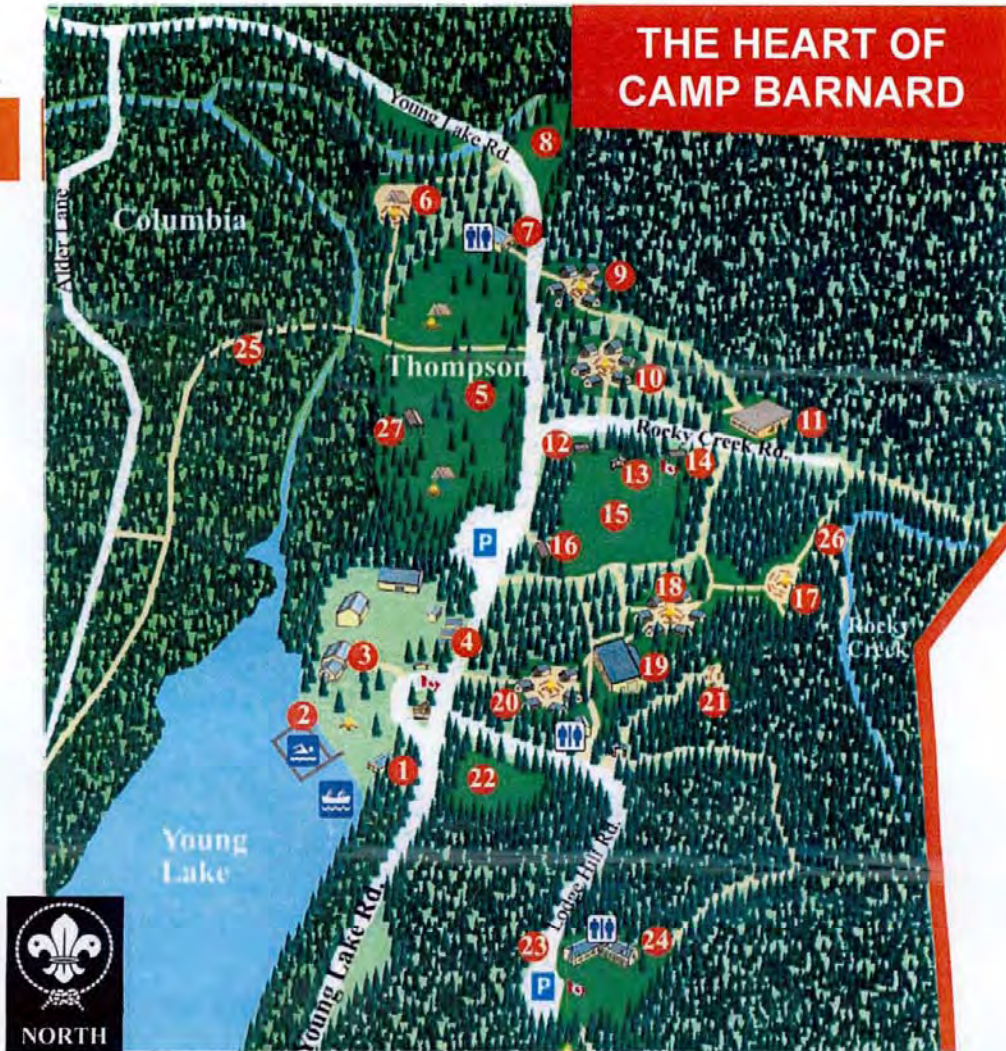 THE HEART OF
CAMP BARNARD
Young Lake Rd.
8
6
Columbia
7
Alder Lane
9
25
Thompson
10
5
27
11
12
Rocky Creek Rd.
13
14
15
P
16
26
18
17
4
Rocky
Creek
3
19
20
21
2
1
22
Young
Lake
Lodge Hill Rd.
Young Lake Rd.
23
24
P
NORTH